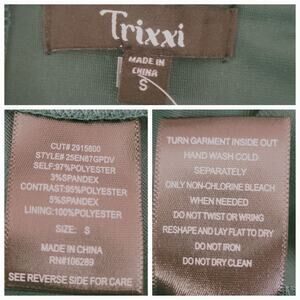 Trixxi
MADE IN
CHINA
S
CUT# 2915800
STYLE# 25EN87GPDV
SELF:97%POLYESTER
3%SPANDEX
CONTRAST:95%POLYESTER
5%SPANDEX
LINING:100%POLYESTER
SIZE: S
MADE IN CHINA
RN#106289
SEE REVERSE SIDE FOR CARE
TURN GARMENT INSIDE OUT
HAND WASH COLD
SEPARATELY
ONLY NON-CHLORINE BLEACH
WHEN NEEDED
DO NOT TWIST OR WRING
RESHAPE AND LAY FLAT TO DRY
DO NOT IRON
DO NOT DRY CLEAN